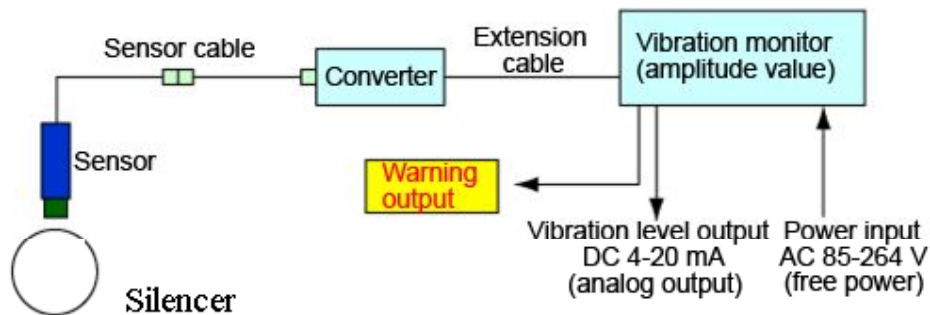 Sensor cable
Converter
Extension
cable
Vibration monitor
(amplitude value)
Sensor
Warning
output
Vibration level output
DC 4-20 mA
(analog output)
Power input
AC 85-264 V
(free power)
Silencer